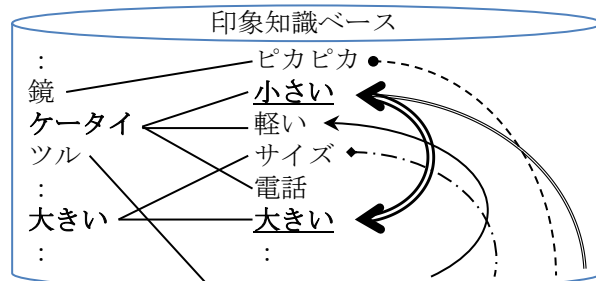 印象知識ベース
： ピカピカ
鏡 小さい
ケータイ 軽い
ツル サイズ
： 電話
大きい 大きい
： ：